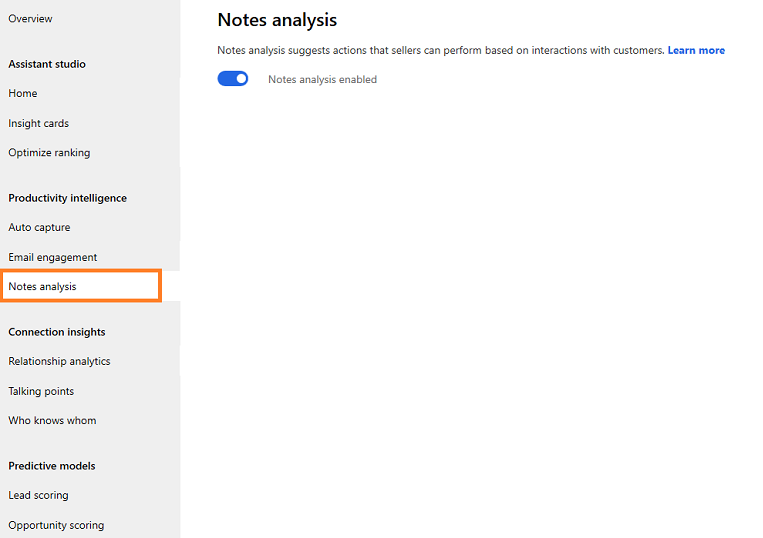 Overview
Assistant studio
Home
Insight cards
Optimize ranking
Productivity intelligence
Auto capture
Email engagement
Notes analysis
Connection insights
Relationship analytics
Talking points
Who knows whom
Predictive models
Lead scoring
Opportunity scoring
Notes analysis
Notes analysis suggests actions that sellers can perform based on interactions with customers. Learn more
Notes analysis enabled